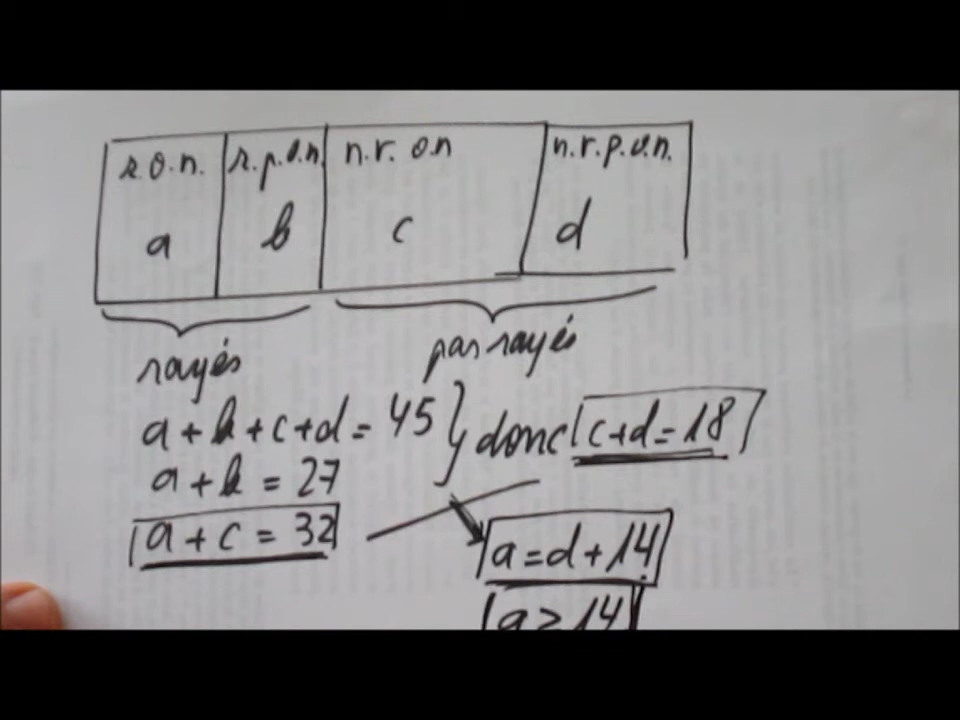 r.o.n. r.p.o.n. n.r. o.n n.r.p.o.n.
a b c d
rayés pas rayés
a+b+c+d = 45 } donc c+d=18
a + b = 27
a + c = 32
a=d+14
a ≥ 14